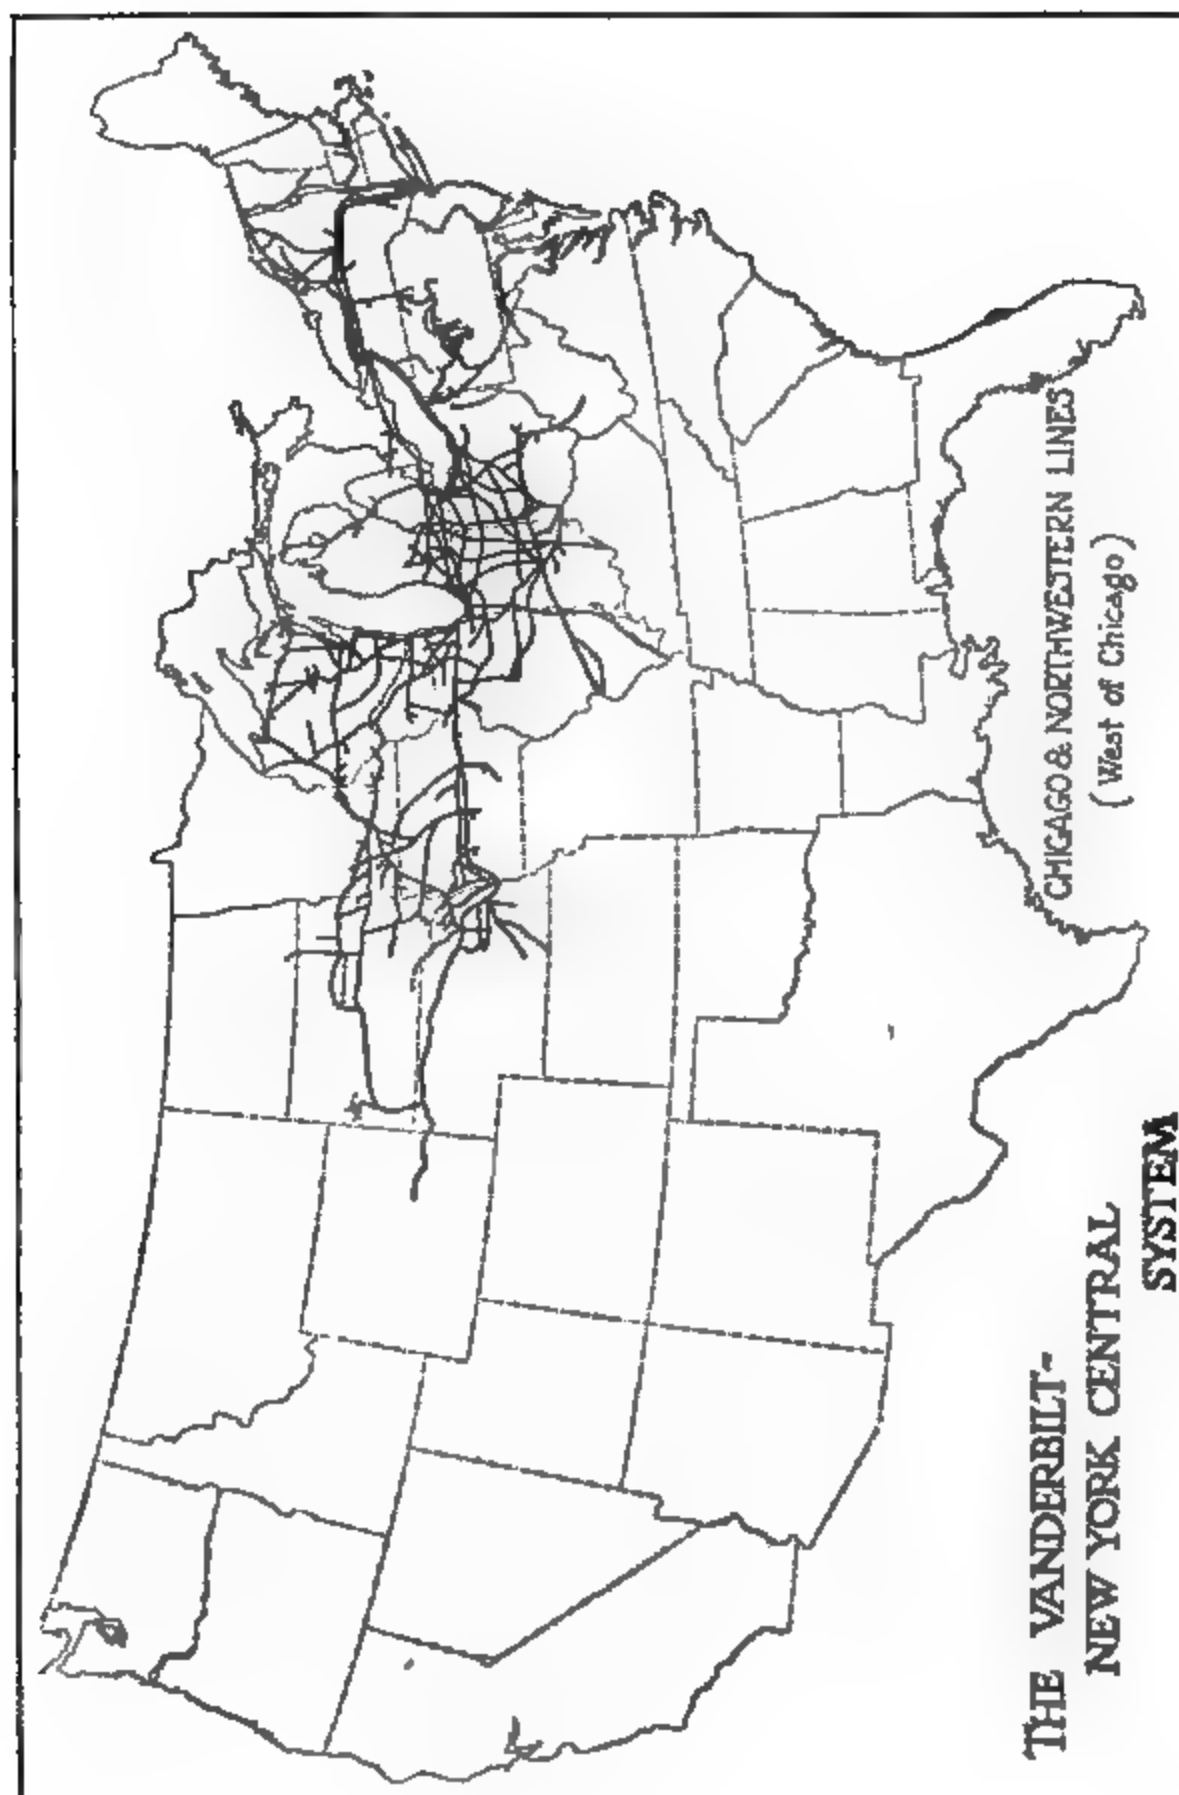 CHICAGO & NORTHWESTERN LINES
(West of Chicago)
THE VANDERBILT-
NEW YORK CENTRAL
SYSTEM